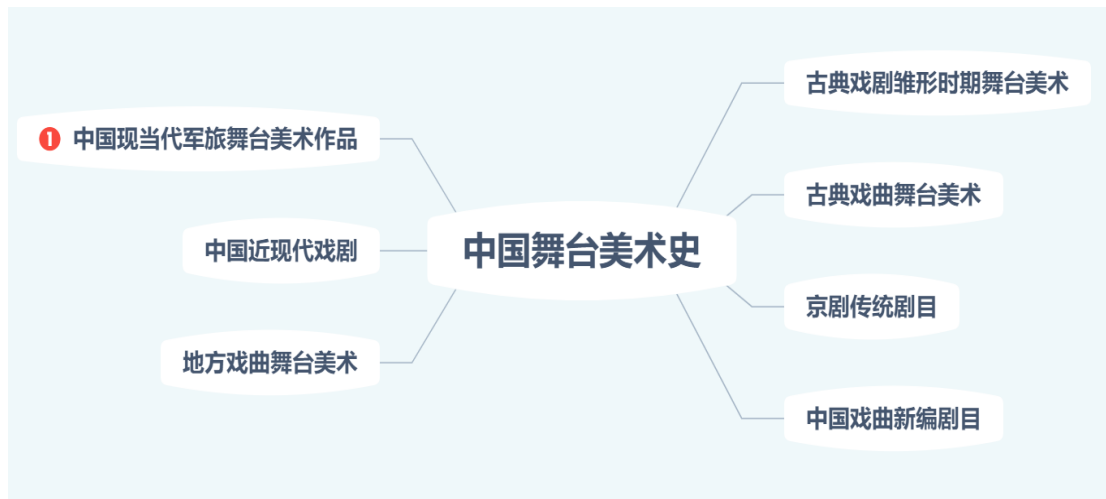 中国舞台美术史
古典戏剧雏形时期舞台美术
古典戏曲舞台美术
京剧传统剧目
中国戏曲新编剧目
1 中国现当代军旅舞台美术作品
中国近现代戏剧
地方戏曲舞台美术